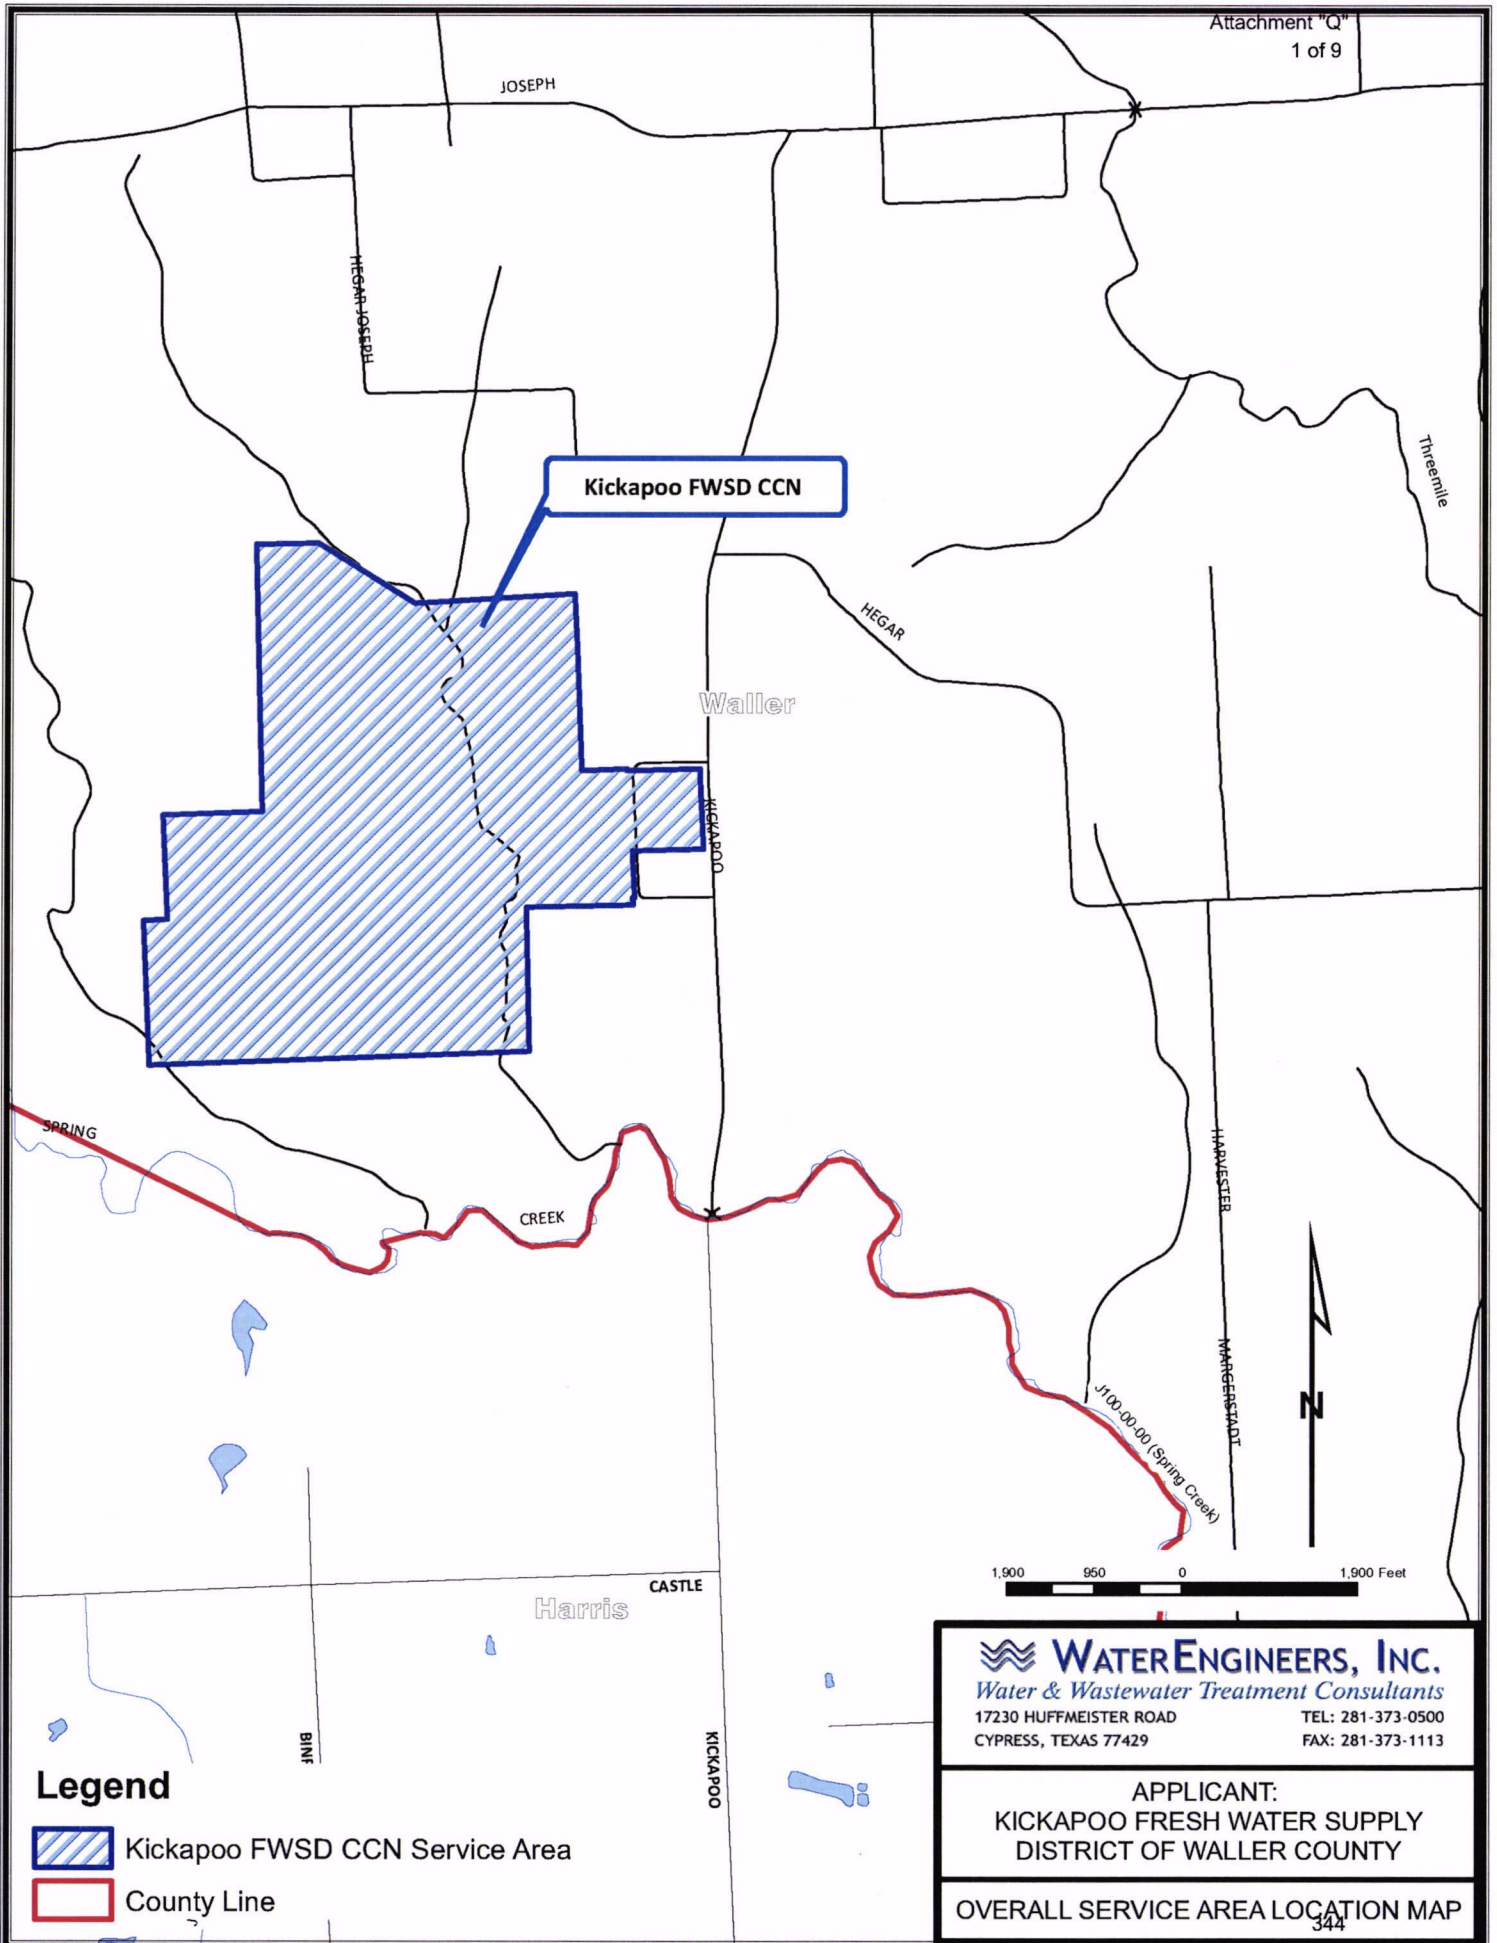 Attachment "Q"
1 of 9
JOSEPH
HEGAR JOSEPH
Threemile
Kickapoo FWSD CCN
HEGAR
Waller
KICKAPOO
SPRING
CREEK
HARVESTER
MARGERSTADT
N
J100-00-00 (Spring Creek)
1,900 950 0 1,900 Feet
CASTLE
Harris
BINF
KICKAPOO
WATERENGINEERS, INC.
Water & Wastewater Treatment Consultants
17230 HUFFMEISTER ROAD TEL: 281-373-0500
CYPRESS, TEXAS 77429 FAX: 281-373-1113
Legend
Kickapoo FWSD CCN Service Area
County Line
APPLICANT:
KICKAPOO FRESH WATER SUPPLY
DISTRICT OF WALLER COUNTY
OVERALL SERVICE AREA LOCATION MAP
344